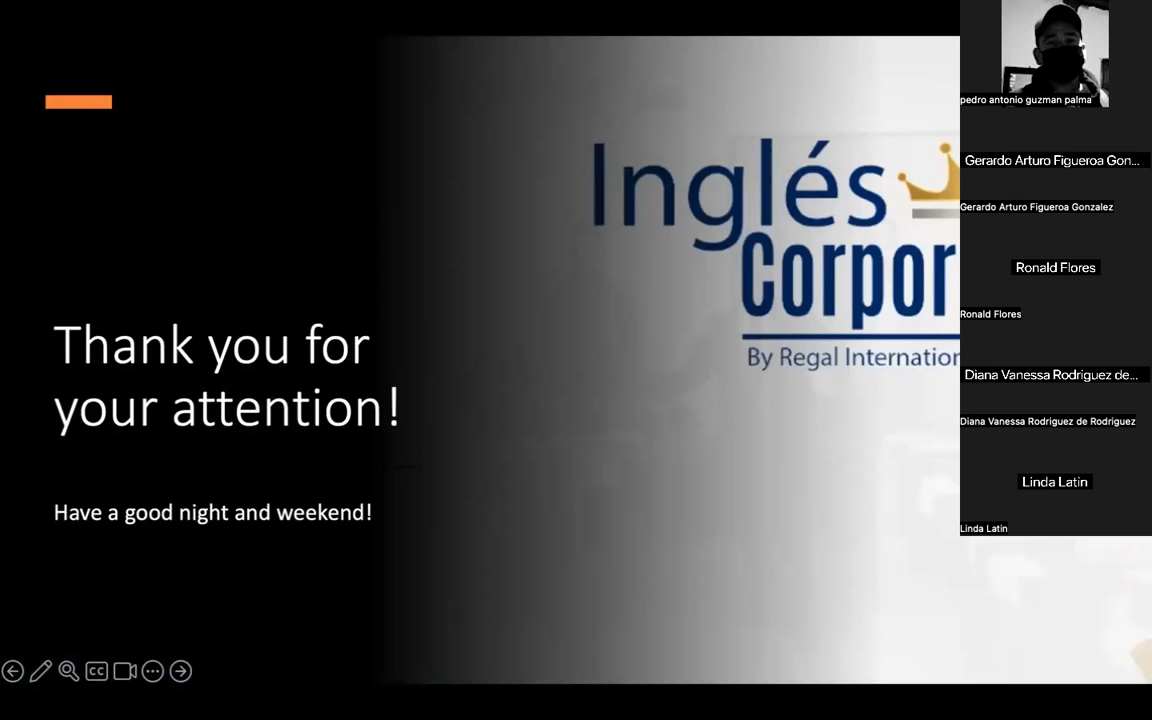 Thank you for
your attention!
Have a good night and weekend!
Inglés
Corpor
By Regal Internation
pedro antonio guzman palma
Gerardo Arturo Figueroa Gon...
Gerardo Arturo Figueroa Gonzalez
Ronald Flores
Ronald Flores
Diana Vanessa Rodriguez de...
Diana Vanessa Rodriguez de Rodriguez
Linda Latin
Linda Latin
CC